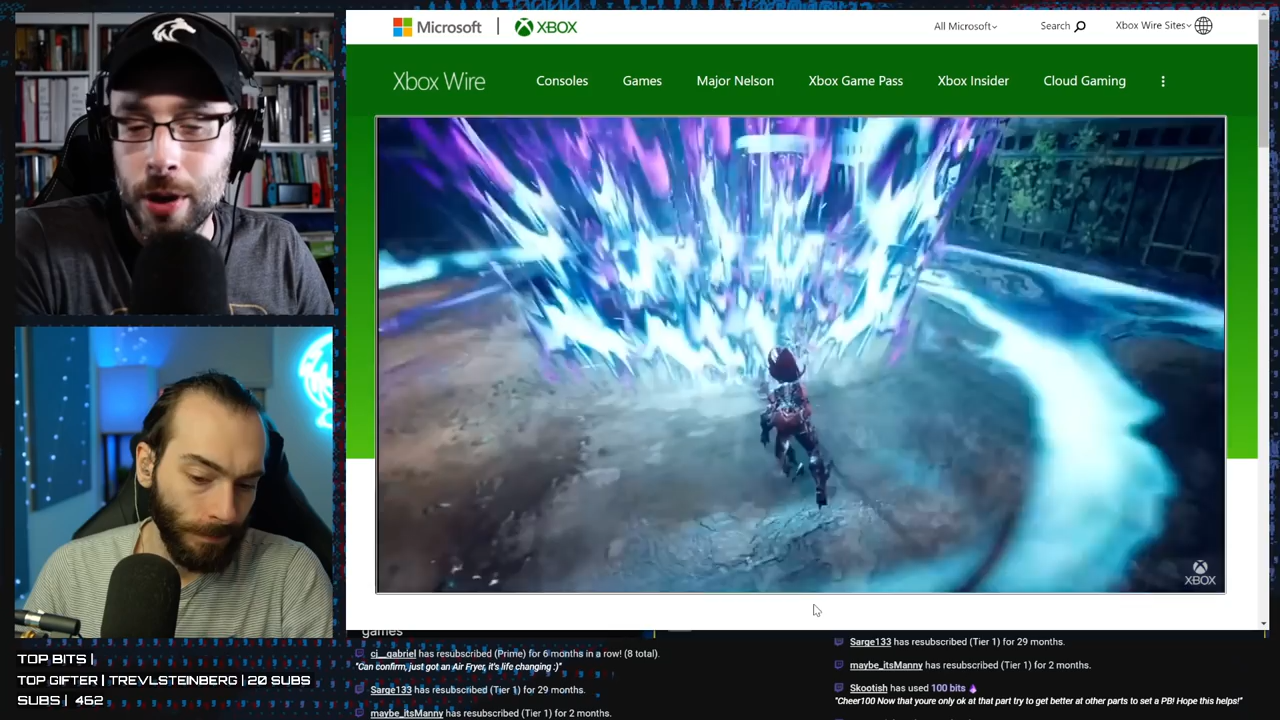 Microsoft | XBOX
All Microsoft
Search
Xbox Wire Sites
Xbox Wire
Consoles
Games
Major Nelson
Xbox Game Pass
Xbox Insider
Cloud Gaming
XBOX
games
cj__gabriel has resubscribed (Prime) for 6 months in a row! (8 total).
"Can confirm, just got an Air Fryer, it's life changing :)"
Sarge133 has resubscribed (Tier 1) for 29 months.
maybe_itsManny has resubscribed (Tier 1) for 2 months.
Sarge133 has resubscribed (Tier 1) for 29 months.
maybe_itsManny has resubscribed (Tier 1) for 2 months.
Skootish has used 100 bits
"Cheer100 Now that youre only ok at that part try to get better at other parts to set a PB! Hope this helps!"
TOP BITS |
TOP GIFTER | TREVLSTEINBERG | 20 SUBS
SUBS | 462